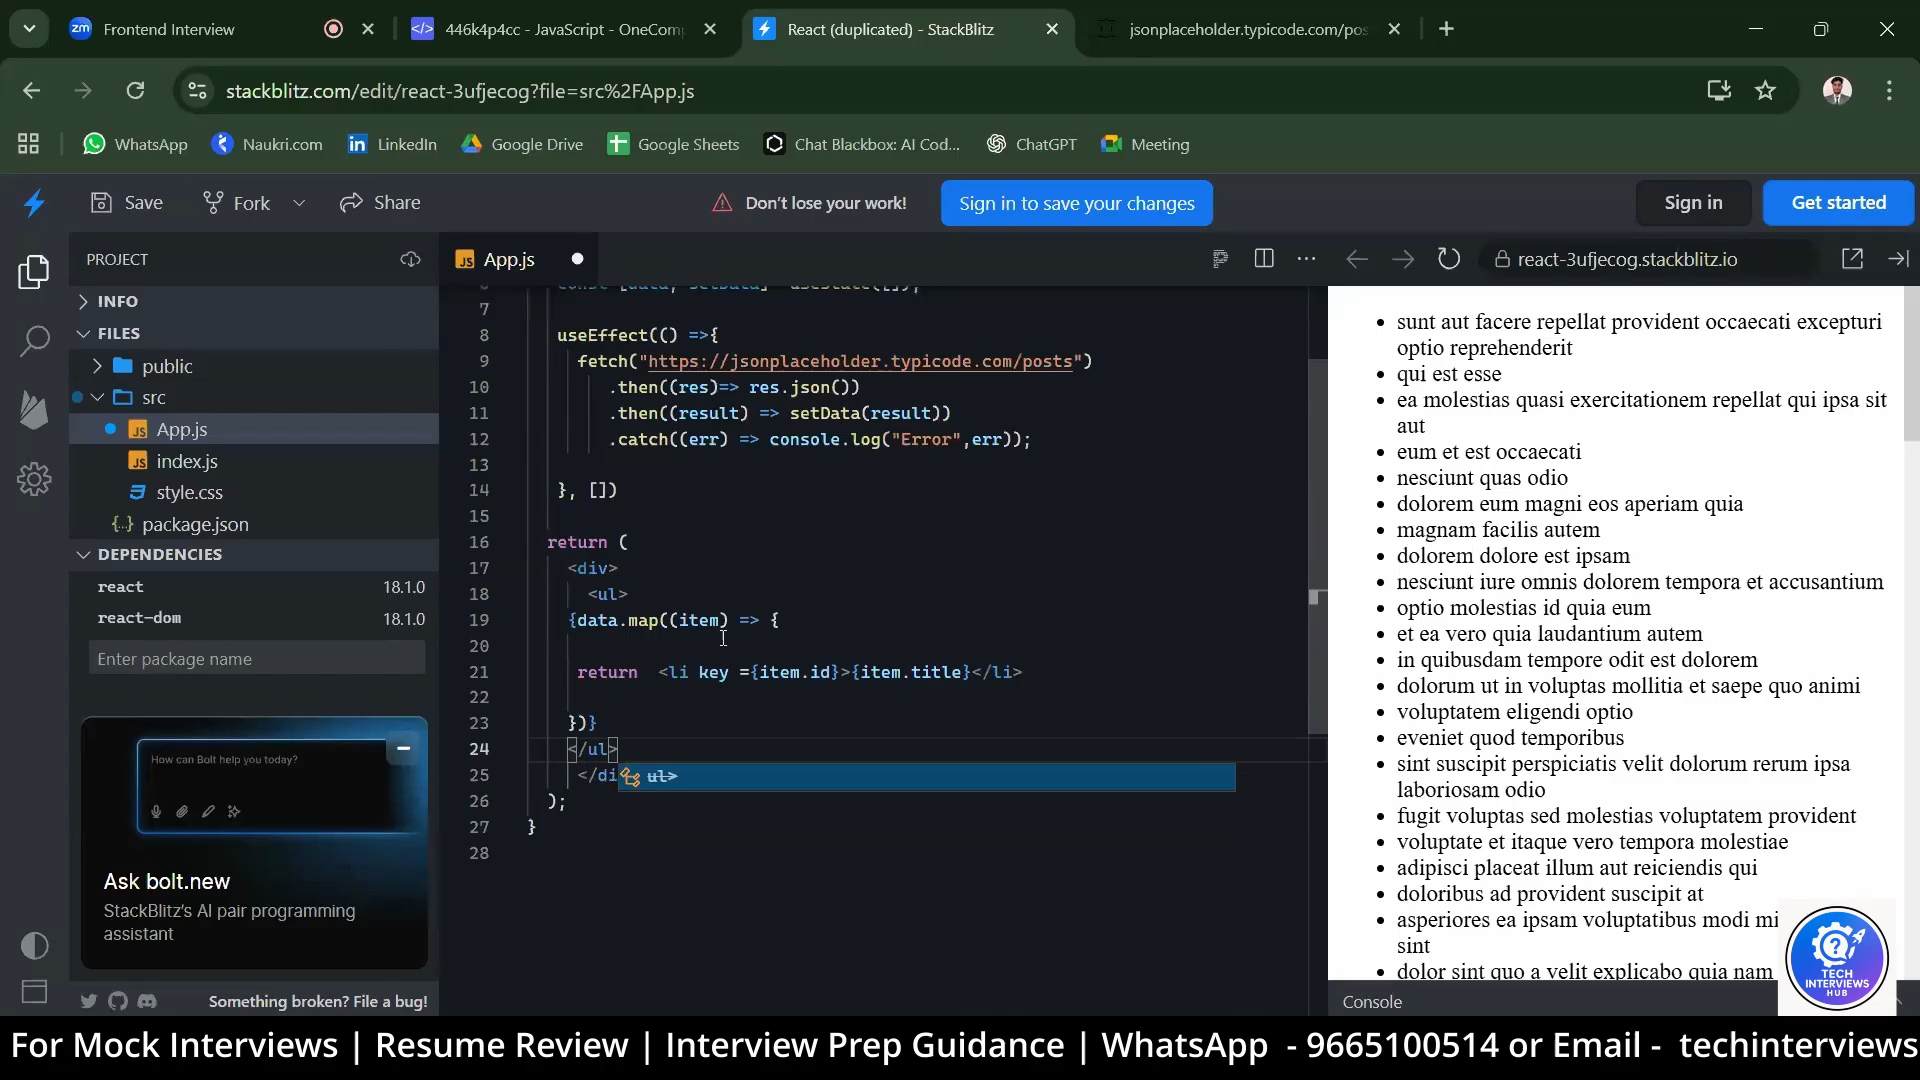 Frontend Interview
446k4p4cc - JavaScript - OneComp
React (duplicated) - StackBlitz
jsonplaceholder.typicode.com/pos
stackblitz.com/edit/react-3ufjecog?file=src%2FApp.js
WhatsApp
Naukri.com
LinkedIn
Google Drive
Google Sheets
Chat Blackbox: AI Cod...
ChatGPT
Meeting
Save
Fork
Share
Don't lose your work!
Sign in to save your changes
Sign in
Get started
PROJECT
INFO
FILES
public
src
App.js
index.js
style.css
package.json
DEPENDENCIES
react 18.1.0
react-dom 18.1.0
Enter package name
How can Bolt help you today?
Ask bolt.new
StackBlitz's AI pair programming
assistant
Something broken? File a bug!
App.js
7
8 useEffect(() =>{
9 fetch("https://jsonplaceholder.typicode.com/posts")
10 .then((res)=> res.json())
11 .then((result) => setData(result))
12 .catch((err) => console.log("Error",err));
13
14 }, [])
15
16 return (
17 <div>
18 <ul>
19 {data.map((item) => {
20
21 return <li key ={item.id}>{item.title}</li>
22
23 })}
24 </ul>
25 </di
ul>
26 );
27 }
28
react-3ufjecog.stackblitz.io
sunt aut facere repellat provident occaecati excepturi
optio reprehenderit
qui est esse
ea molestias quasi exercitationem repellat qui ipsa sit
aut
eum et est occaecati
nesciunt quas odio
dolorem eum magni eos aperiam quia
magnam facilis autem
dolorem dolore est ipsam
nesciunt iure omnis dolorem tempora et accusantium
optio molestias id quia eum
et ea vero quia laudantium autem
in quibusdam tempore odit est dolorem
dolorum ut in voluptas mollitia et saepe quo animi
voluptatem eligendi optio
eveniet quod temporibus
sint suscipit perspiciatis velit dolorum rerum ipsa
laboriosam odio
fugit voluptas sed molestias voluptatem provident
voluptate et itaque vero tempora molestiae
adipisci placeat illum aut reiciendis qui
doloribus ad provident suscipit at
asperiores ea ipsam voluptatibus modi mi
sint
dolor sint quo a velit explicabo quia nam
Console
TECH
INTERVIEWS
HUB
For Mock Interviews | Resume Review | Interview Prep Guidance | WhatsApp - 9665100514 or Email - techinterviews